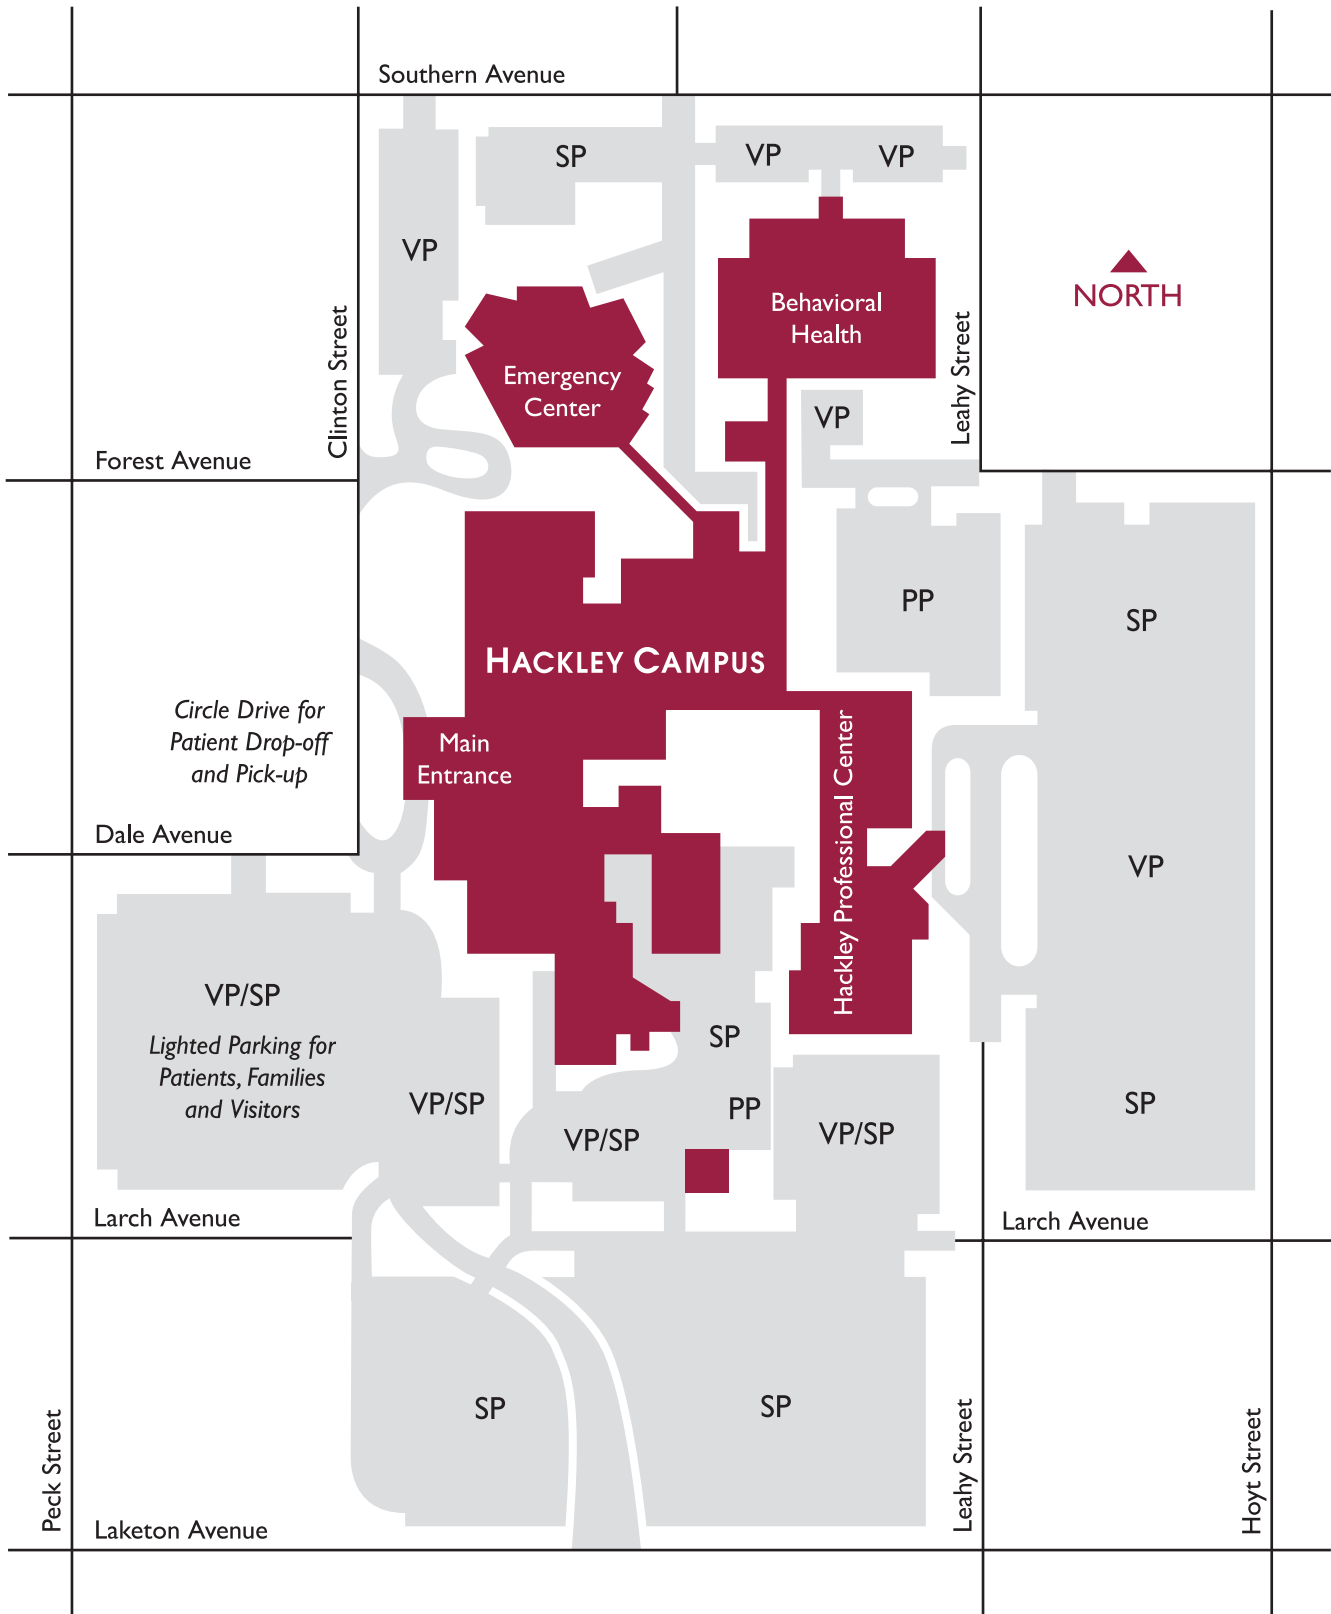 Southern Avenue
SP
VP
VP
VP
NORTH
Behavioral
Health
Clinton Street
Leahy Street
Emergency
Center
VP
Forest Avenue
PP
SP
HACKLEY CAMPUS
Circle Drive for
Patient Drop-off
and Pick-up
Main
Entrance
Hackley Professional Center
Dale Avenue
VP
VP/SP
Lighted Parking for
Patients, Families
and Visitors
SP
VP/SP
PP
VP/SP
VP/SP
SP
Larch Avenue
Larch Avenue
SP
SP
Peck Street
Leahy Street
Hoyt Street
Laketon Avenue